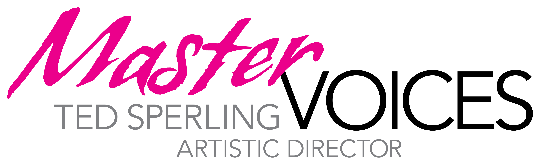 Master
VOICES
TED SPERLING
ARTISTIC DIRECTOR